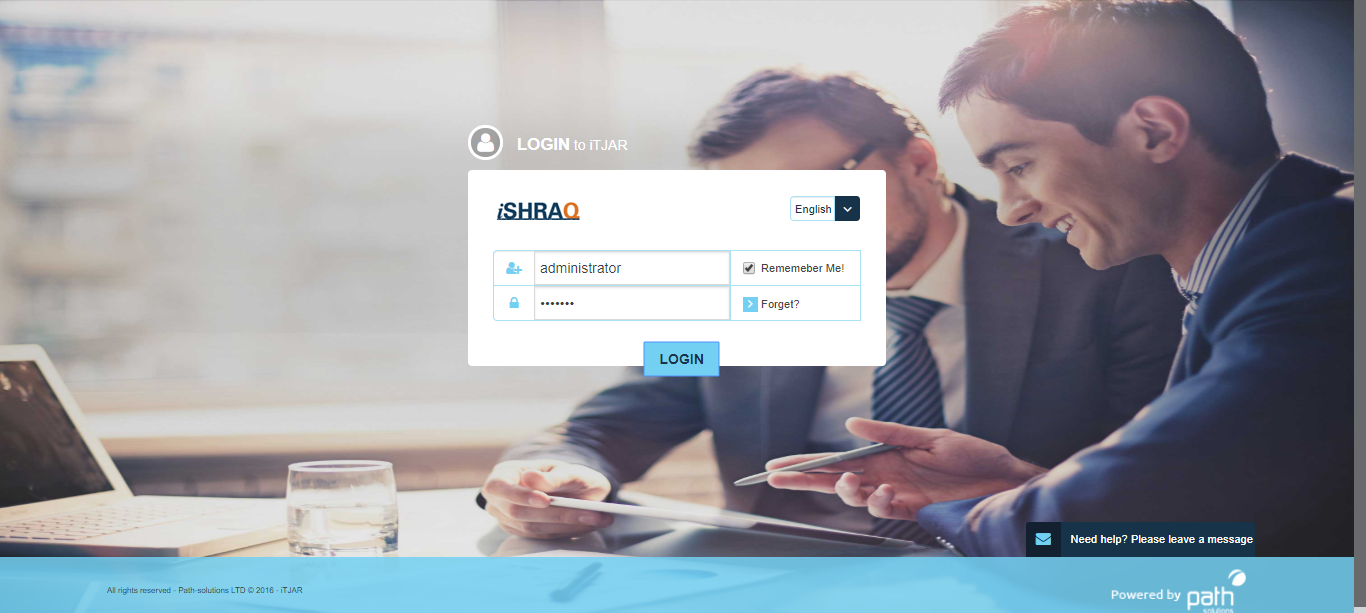 LOGIN to iTJAR
iSHRAQ
English
administrator
Rememeber Me!
•••••••
Forget?
LOGIN
Need help? Please leave a message
All rights reserved - Path-solutions LTD © 2016 - iTJAR
Powered by path
solutions